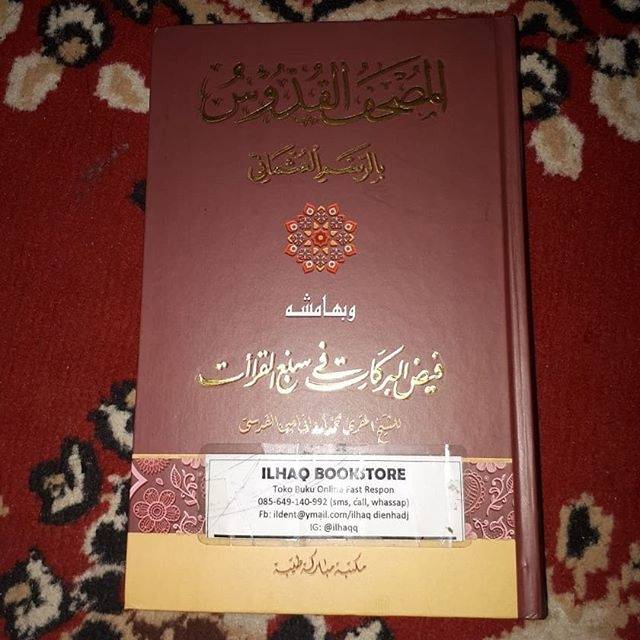 المصحف القدوس
بالرسم العثماني
وبهامشه
فيض البركات في سبع القراءات
للشيخ
ILHAQ BOOKSTORE
Toko Buku Online Fast Respon
085-649-140-992 (sms, call, whassap)
Fb: ildent@ymail.com/ilhaq dienhadj
IG: @ilhaqq
مكتبة مباركة طيبة